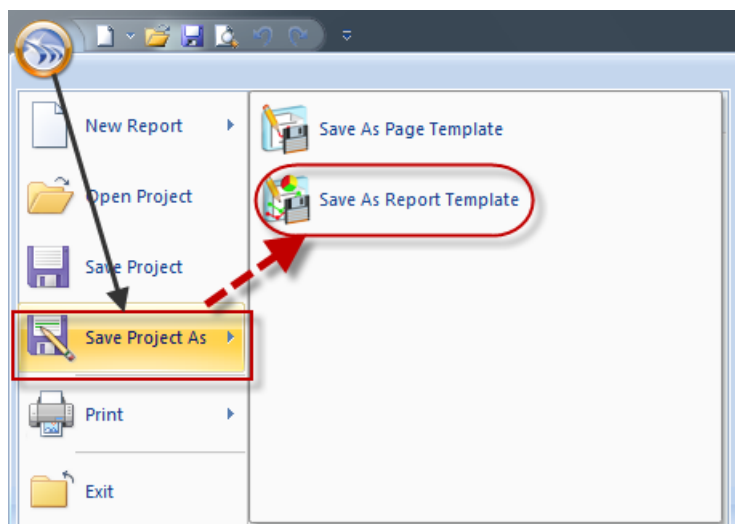 New Report
Save As Page Template
Open Project
Save As Report Template
Save Project
Save Project As
Print
Exit